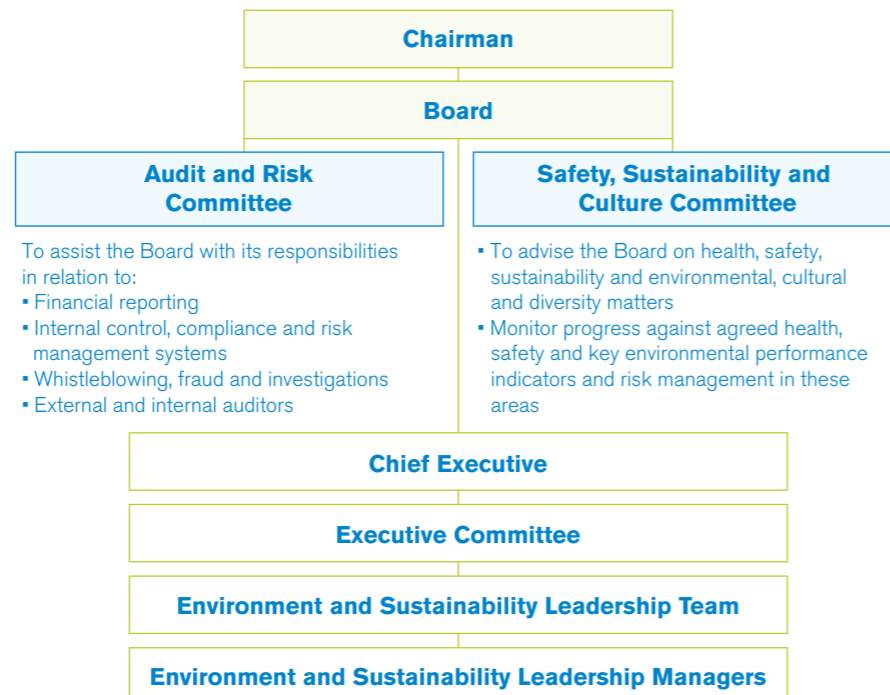 Chairman
Board
Audit and Risk
Committee
To assist the Board with its responsibilities
in relation to:
▪ Financial reporting
▪ Internal control, compliance and risk
management systems
▪ Whistleblowing, fraud and investigations
▪ External and internal auditors
Safety, Sustainability and
Culture Committee
▪ To advise the Board on health, safety,
sustainability and environmental, cultural
and diversity matters
▪ Monitor progress against agreed health,
safety and key environmental performance
indicators and risk management in these
areas
Chief Executive
Executive Committee
Environment and Sustainability Leadership Team
Environment and Sustainability Leadership Managers